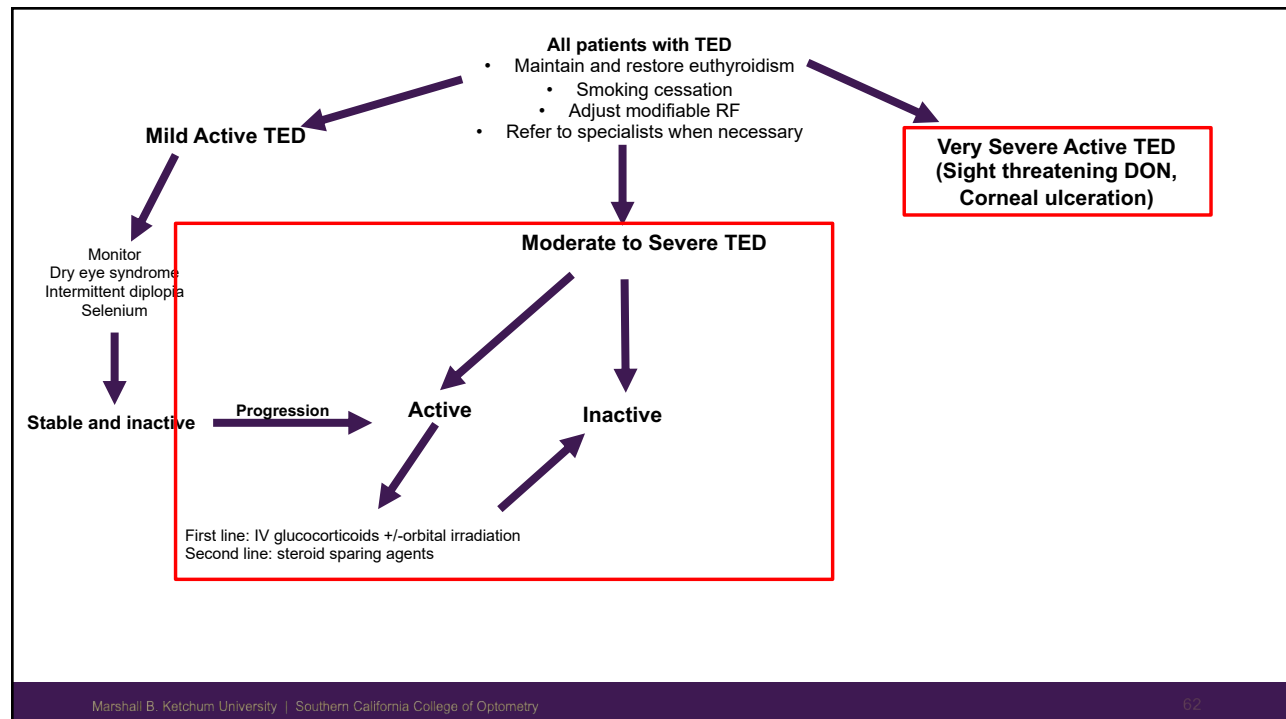 All patients with TED
• Maintain and restore euthyroidism
• Smoking cessation
• Adjust modifiable RF
• Refer to specialists when necessary
Mild Active TED
Very Severe Active TED
(Sight threatening DON,
Corneal ulceration)
Moderate to Severe TED
Monitor
Dry eye syndrome
Intermittent diplopia
Selenium
Stable and inactive
Progression
Active
Inactive
First line: IV glucocorticoids +/-orbital irradiation
Second line: steroid sparing agents
Marshall B. Ketchum University | Southern California College of Optometry
62